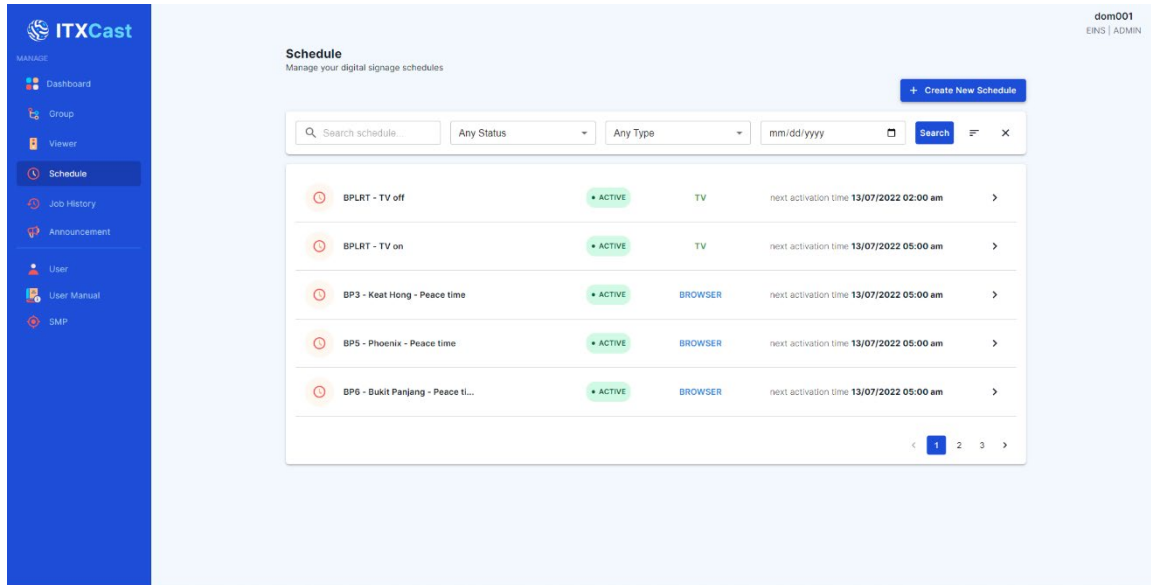 ITXCast
dom001
EINS | ADMIN
MANAGE
Dashboard
Group
Viewer
Schedule
Job History
Announcement
User
User Manual
SMP
Schedule
Manage your digital signage schedules
+ Create New Schedule
Search schedule... Any Status Any Type mm/dd/yyyy Search
BPLRT - TV off • ACTIVE TV next activation time 13/07/2022 02:00 am
BPLRT - TV on • ACTIVE TV next activation time 13/07/2022 05:00 am
BP3 - Keat Hong - Peace time • ACTIVE BROWSER next activation time 13/07/2022 05:00 am
BP5 - Phoenix - Peace time • ACTIVE BROWSER next activation time 13/07/2022 05:00 am
BP6 - Bukit Panjang - Peace ti... • ACTIVE BROWSER next activation time 13/07/2022 05:00 am
1 2 3